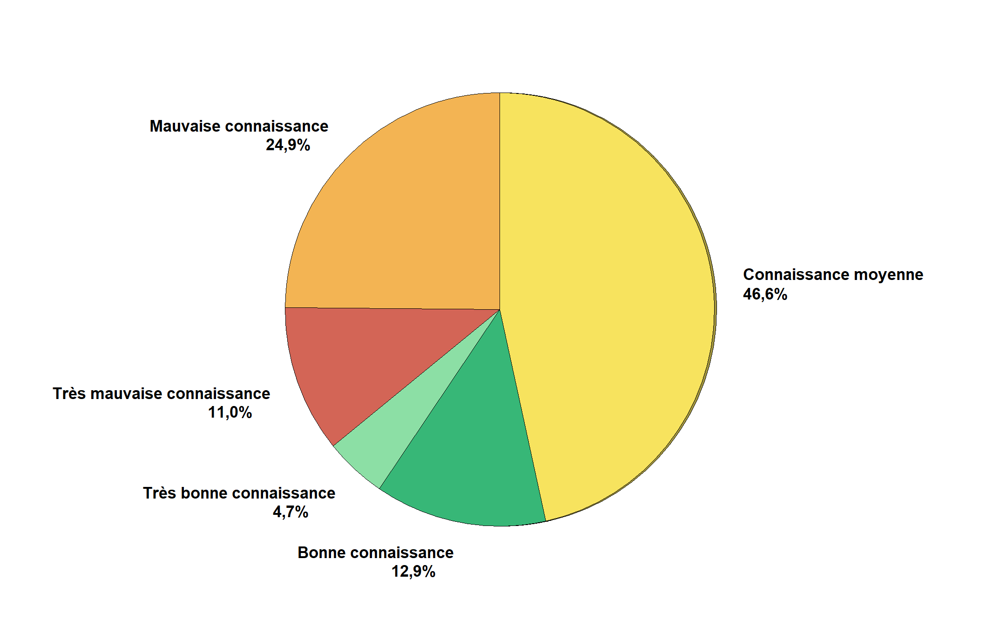 Mauvaise connaissance
24,9%
Connaissance moyenne
46,6%
Très mauvaise connaissance
11,0%
Très bonne connaissance
4,7%
Bonne connaissance
12,9%